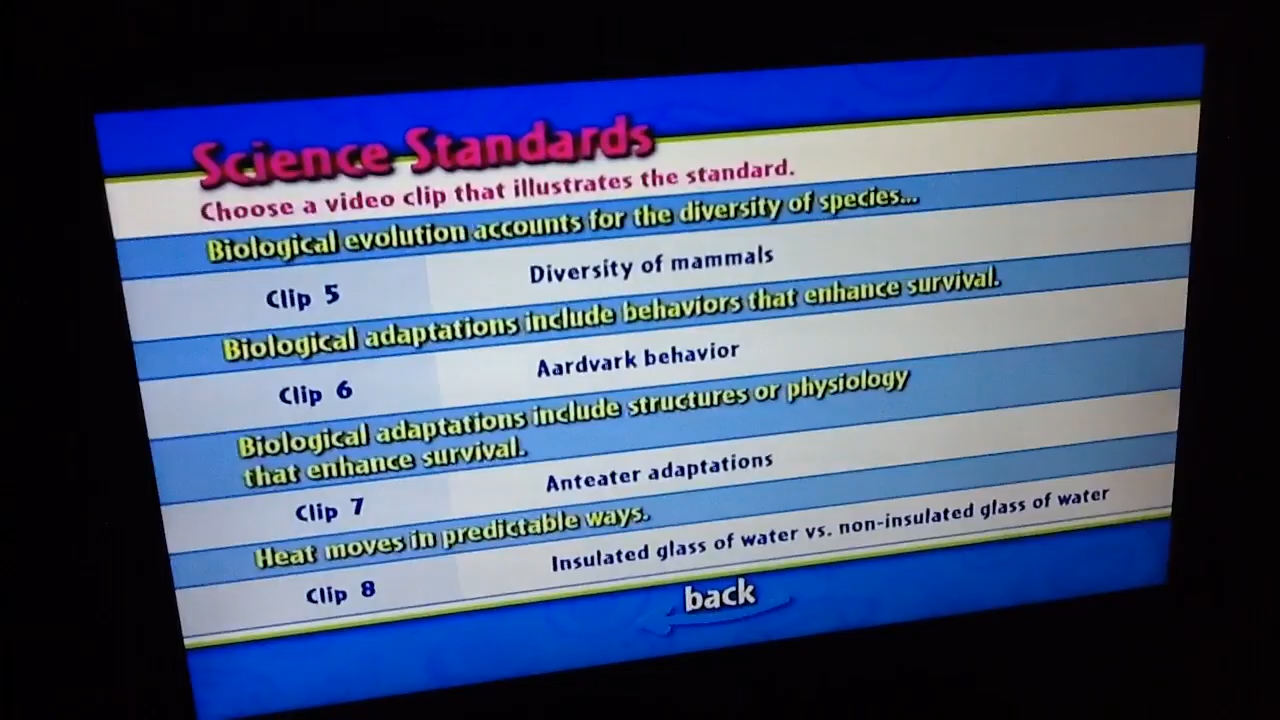 Science Standards
Choose a video clip that illustrates the standard.
Biological evolution accounts for the diversity of species...
Clip 5 Diversity of mammals
Biological adaptations include behaviors that enhance survival.
Clip 6 Aardvark behavior
Biological adaptations include structures or physiology
that enhance survival.
Clip 7 Anteater adaptations
Heat moves in predictable ways.
Clip 8 Insulated glass of water vs. non-insulated glass of water
back